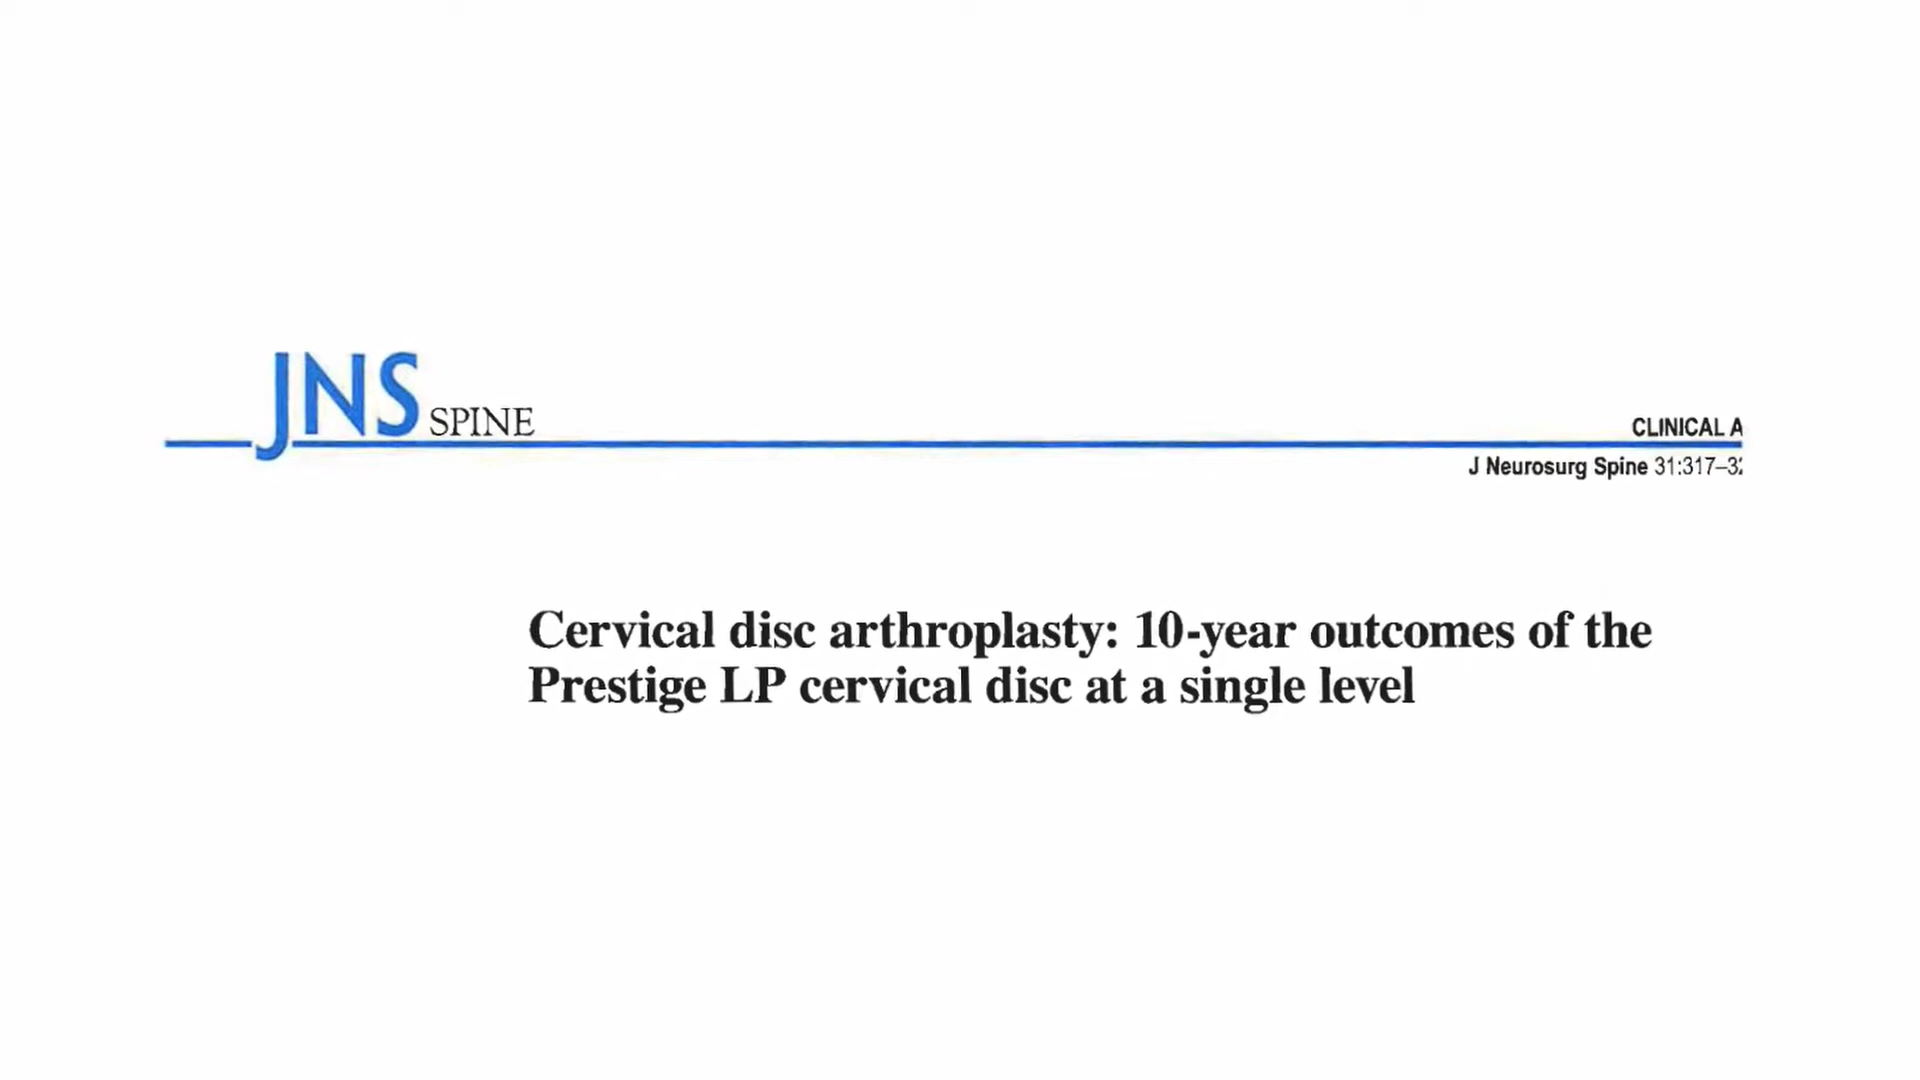 JNS SPINE
CLINICAL A
J Neurosurg Spine 31:317–3
Cervical disc arthroplasty: 10-year outcomes of the
Prestige LP cervical disc at a single level